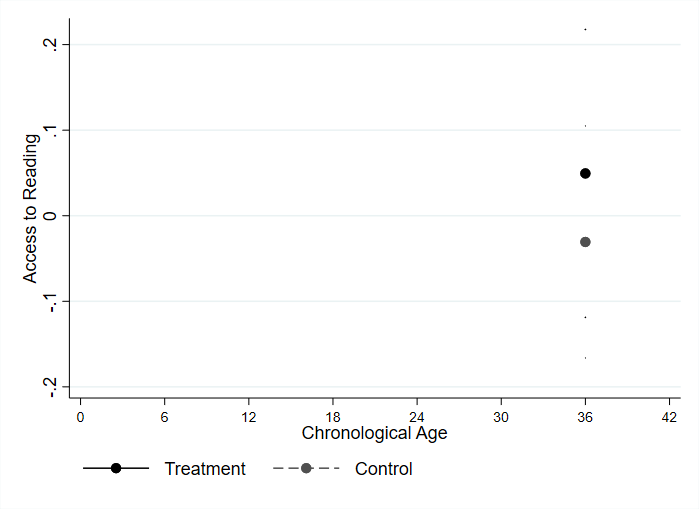 Access to Reading
.2
.1
0
-.1
-.2
0 6 12 18 24 30 36 42
Chronological Age
Treatment Control